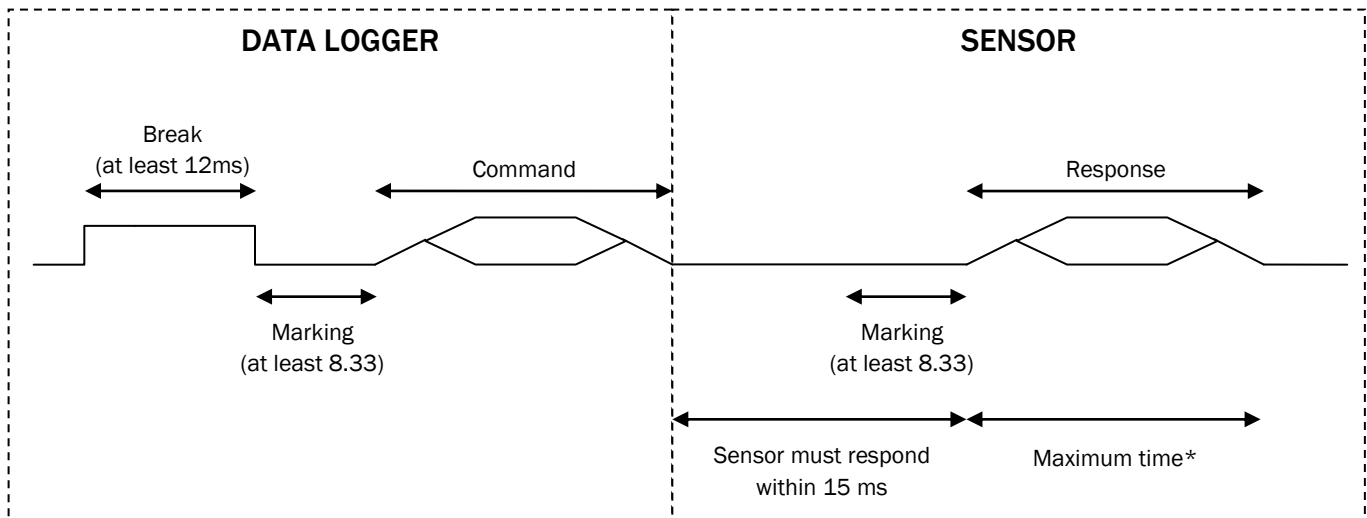 DATA LOGGER
SENSOR
Break
(at least 12ms)
Command
Response
Marking
(at least 8.33)
Marking
(at least 8.33)
Sensor must respond
within 15 ms
Maximum time*